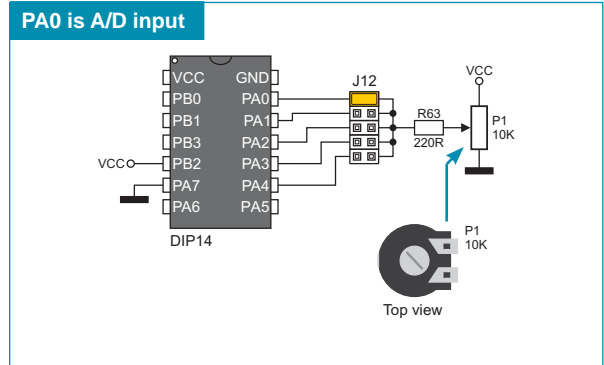 PA0 is A/D input
VCC GND
PB0 PA0
PB1 PA1
PB3 PA2
VCC PB2 PA3
PA7 PA4
PA6 PA5
DIP14
J12
R63
220R
VCC
P1
10K
P1
10K
Top view